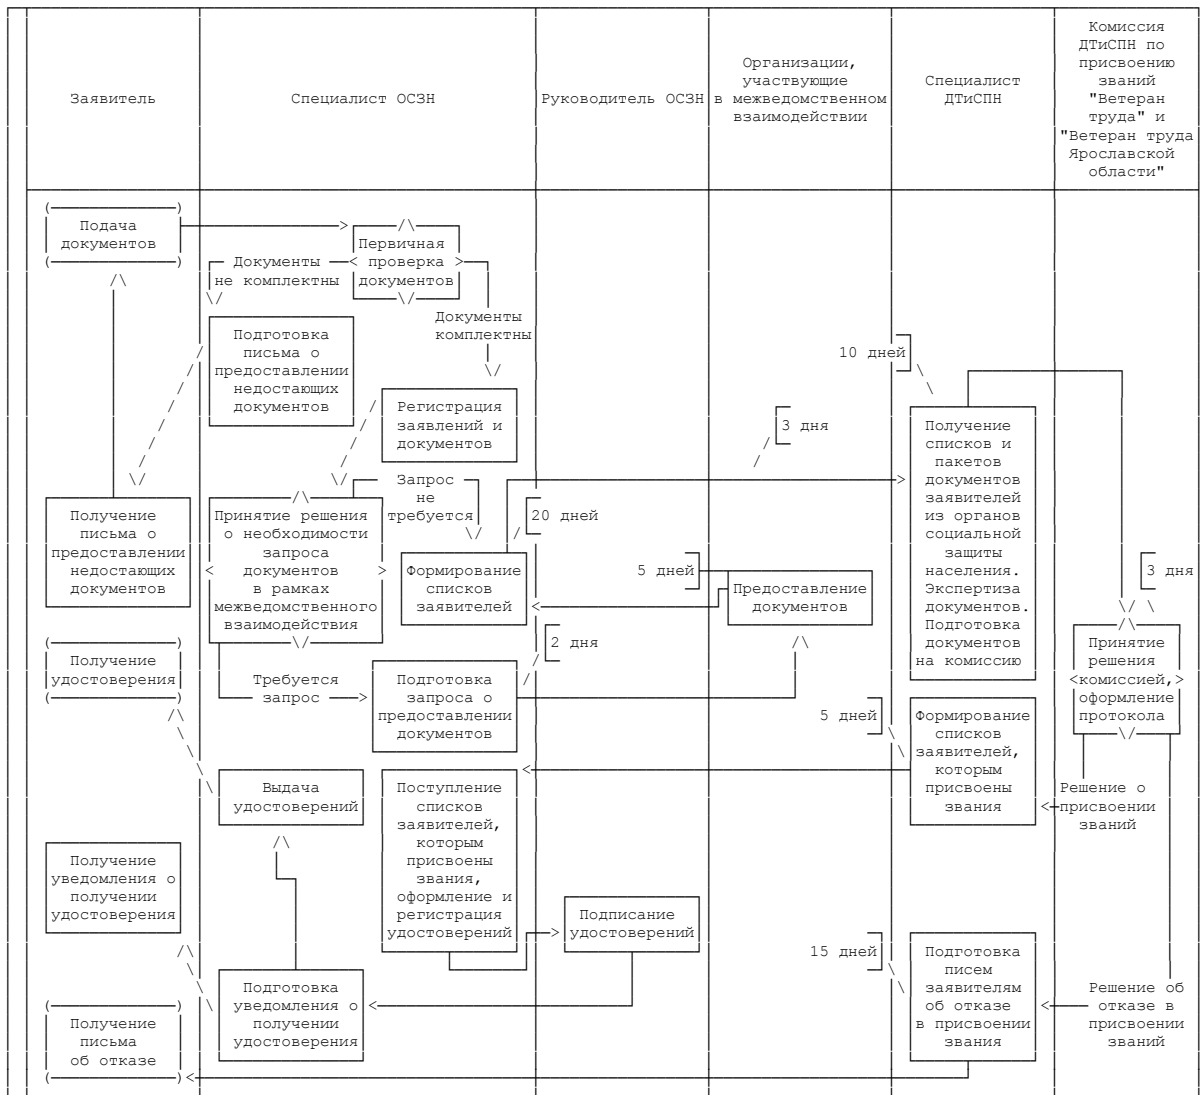 Заявитель
Специалист ОСЗН
Руководитель ОСЗН
Организации,
участвующие
в межведомственном
взаимодействии
Специалист
ДТиСПН
Комиссия
ДТиСПН по
присвоению
званий
"Ветеран
труда" и
"Ветеран труда
Ярославской
области"
Подача
документов
Первичная
проверка
документов
Документы
не комплектны
Документы
комплектны
Подготовка
письма о
предоставлении
недостающих
документов
Регистрация
заявлений и
документов
10 дней
3 дня
Получение
списков и
пакетов
документов
заявителей
из органов
социальной
защиты
населения.
Экспертиза
документов.
Подготовка
документов
на комиссию
Получение
письма о
предоставлении
недостающих
документов
Принятие решения
о необходимости
запроса
документов
в рамках
межведомственного
взаимодействия
Запрос
не
требуется
20 дней
Формирование
списков
заявителей
5 дней
Предоставление
документов
3 дня
Принятие
решения
комиссией,
оформление
протокола
Получение
удостоверения
Требуется
запрос
2 дня
Подготовка
запроса о
предоставлении
документов
5 дней
Формирование
списков
заявителей,
которым
присвоены
звания
Решение о
присвоении
званий
Выдача
удостоверений
Поступление
списков
заявителей,
которым
присвоены
звания,
оформление и
регистрация
удостоверений
Получение
уведомления о
получении
удостоверения
Подписание
удостоверений
15 дней
Подготовка
писем
заявителям
об отказе
в присвоении
звания
Решение об
отказе в
присвоении
званий
Подготовка
уведомления о
получении
удостоверения
Получение
письма
об отказе